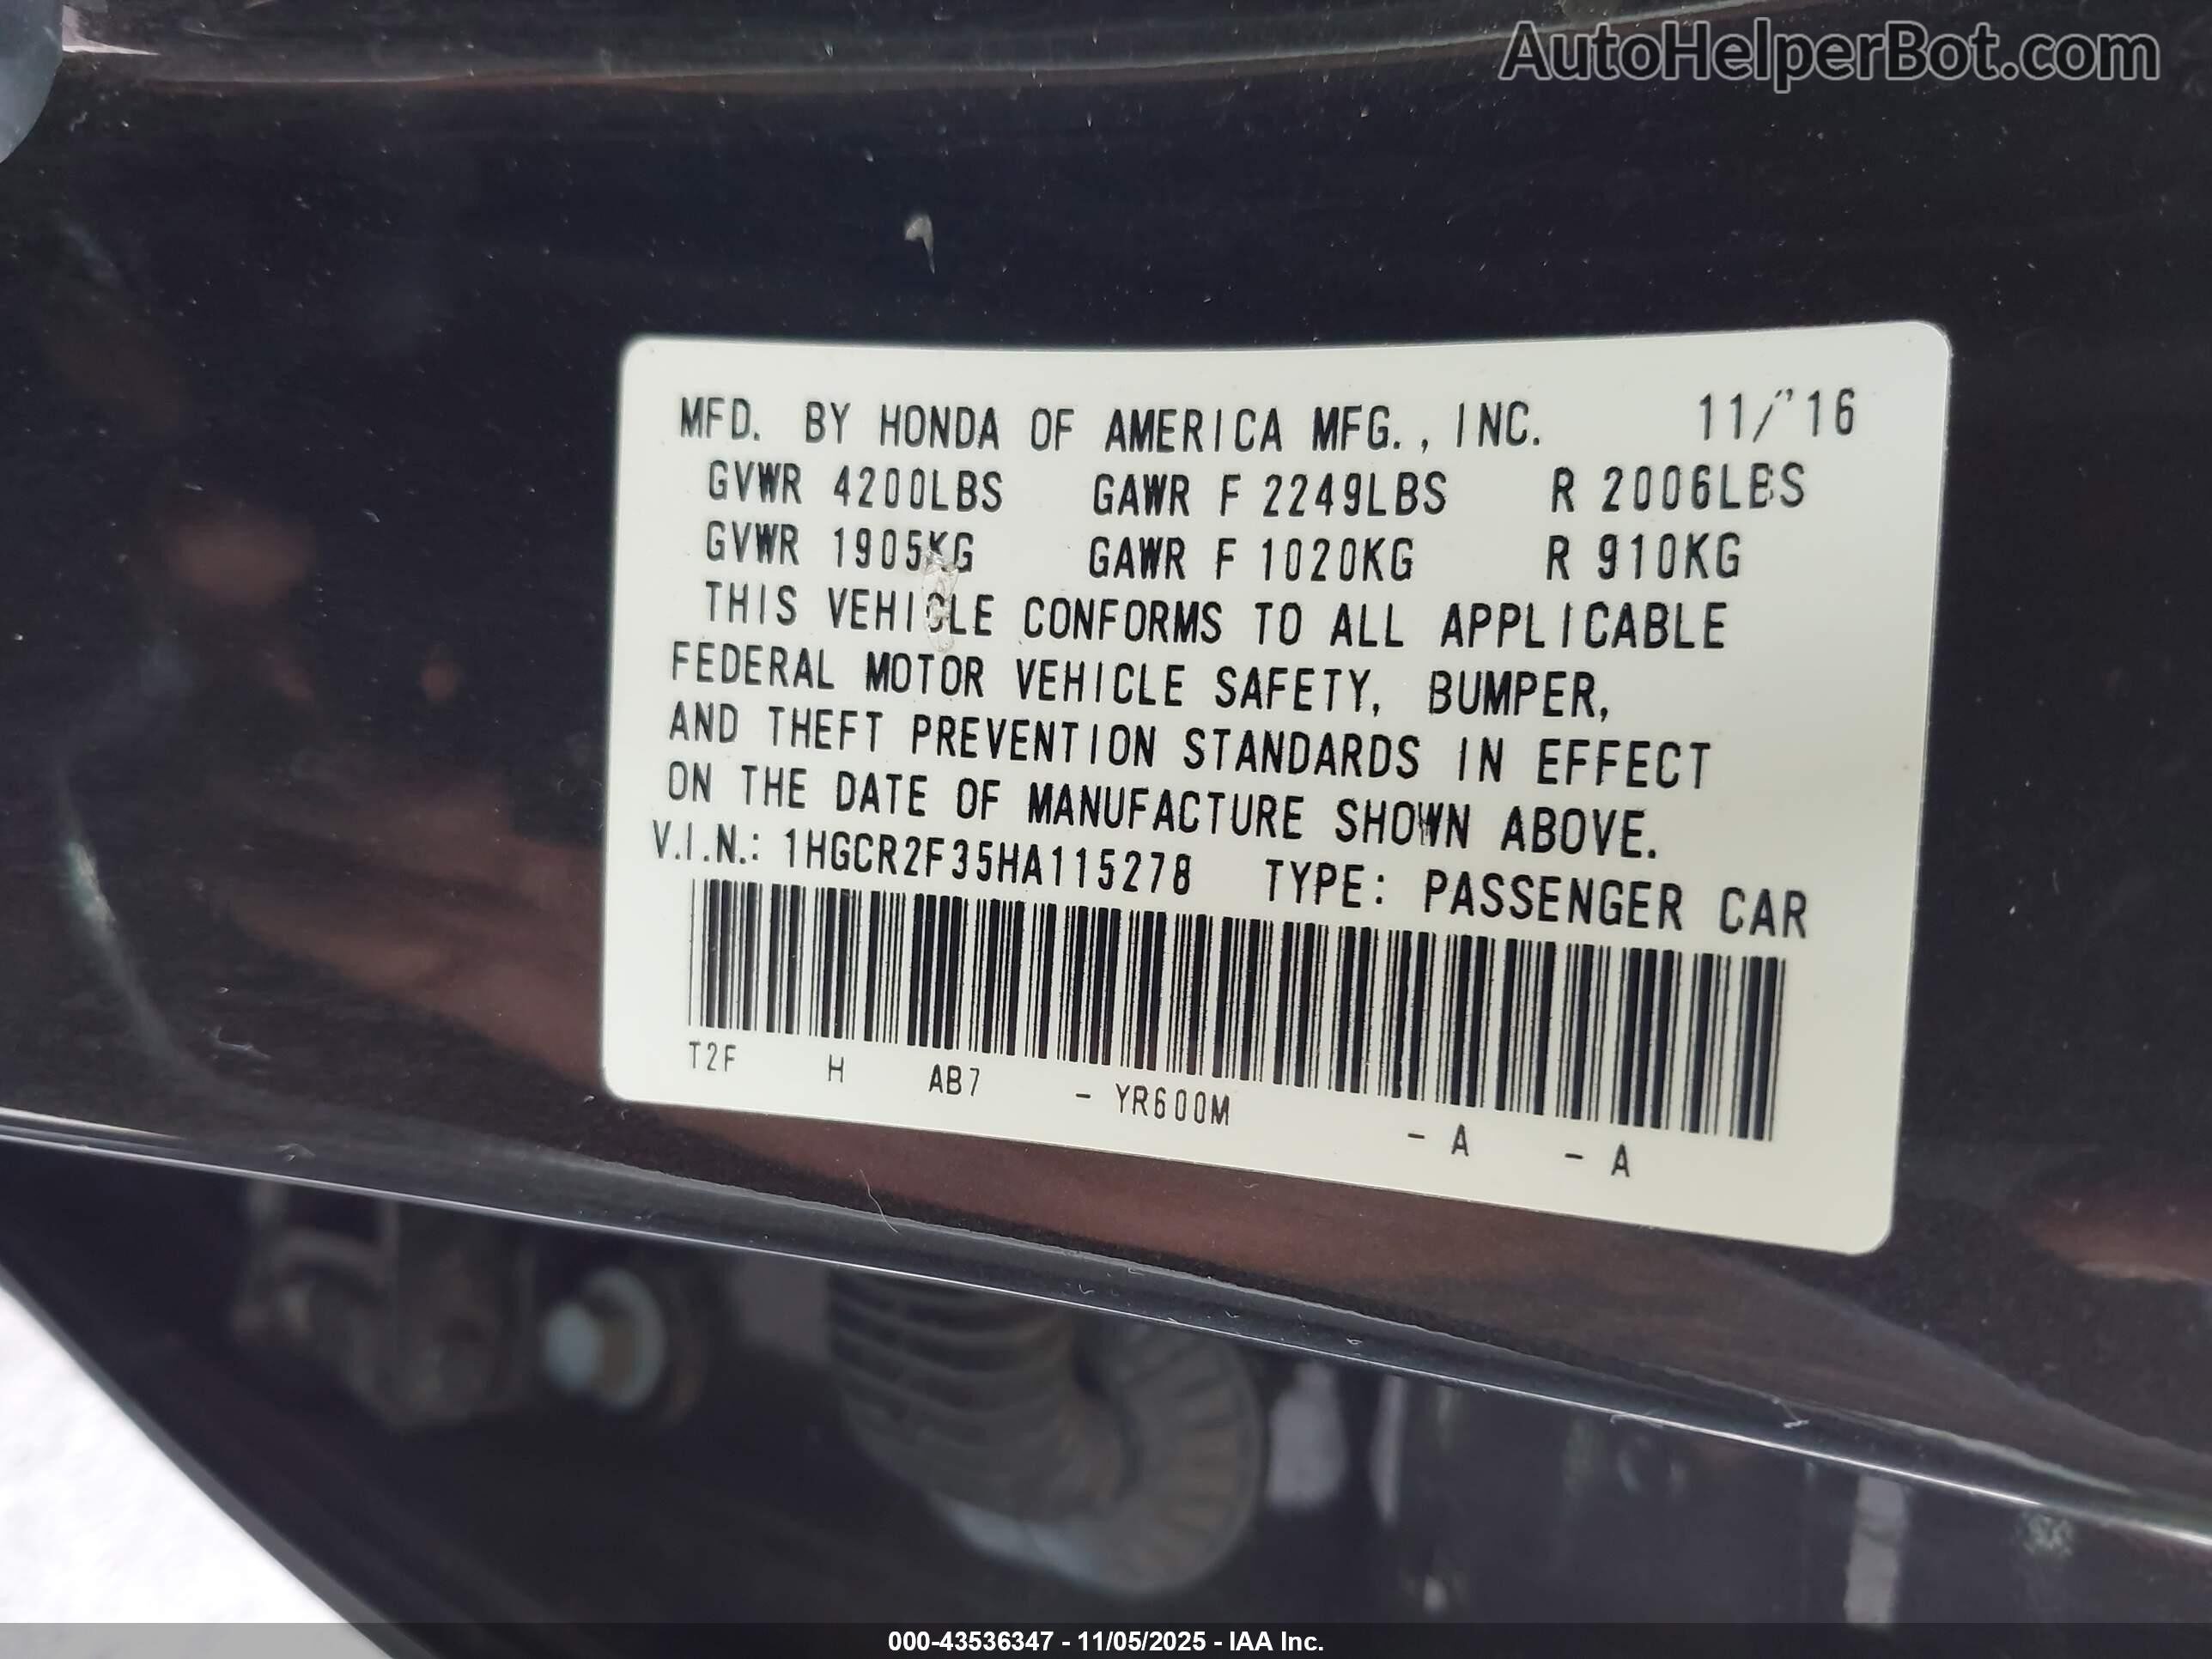 AutoHelperBot.com
MFD. BY HONDA OF AMERICA MFG., INC. 11/16
GVWR 4200LBS GAWR F 2249LBS R 2006LBS
GVWR 1905KG GAWR F 1020KG R 910KG
THIS VEHICLE CONFORMS TO ALL APPLICABLE
FEDERAL MOTOR VEHICLE SAFETY, BUMPER,
AND THEFT PREVENTION STANDARDS IN EFFECT
ON THE DATE OF MANUFACTURE SHOWN ABOVE.
V.I.N.: 1HGCR2F35HA115278 TYPE: PASSENGER CAR
T2F H AB7 - YR600M - A - A
000-43536347 - 11/05/2025 - IAA Inc.